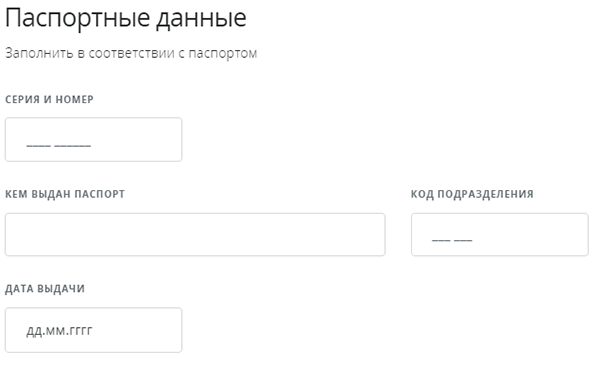 Паспортные данные
Заполнить в соответствии с паспортом
СЕРИЯ И НОМЕР
____ ______
КЕМ ВЫДАН ПАСПОРТ
КОД ПОДРАЗДЕЛЕНИЯ
___ ___
ДАТА ВЫДАЧИ
дд.мм.гггг